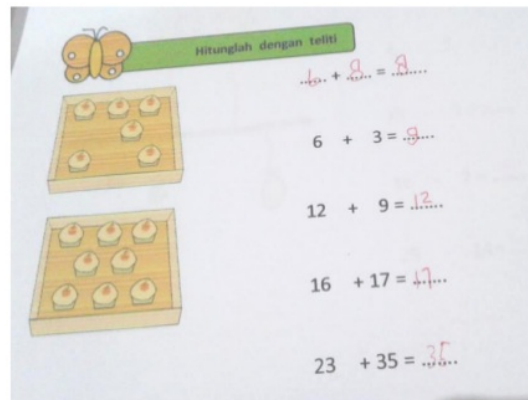 Hitunglah dengan teliti
...6... + ...8... = ...8......
6 + 3 = ...9....
12 + 9 = ...12...
16 + 17 = ...17...
23 + 35 = ...35...